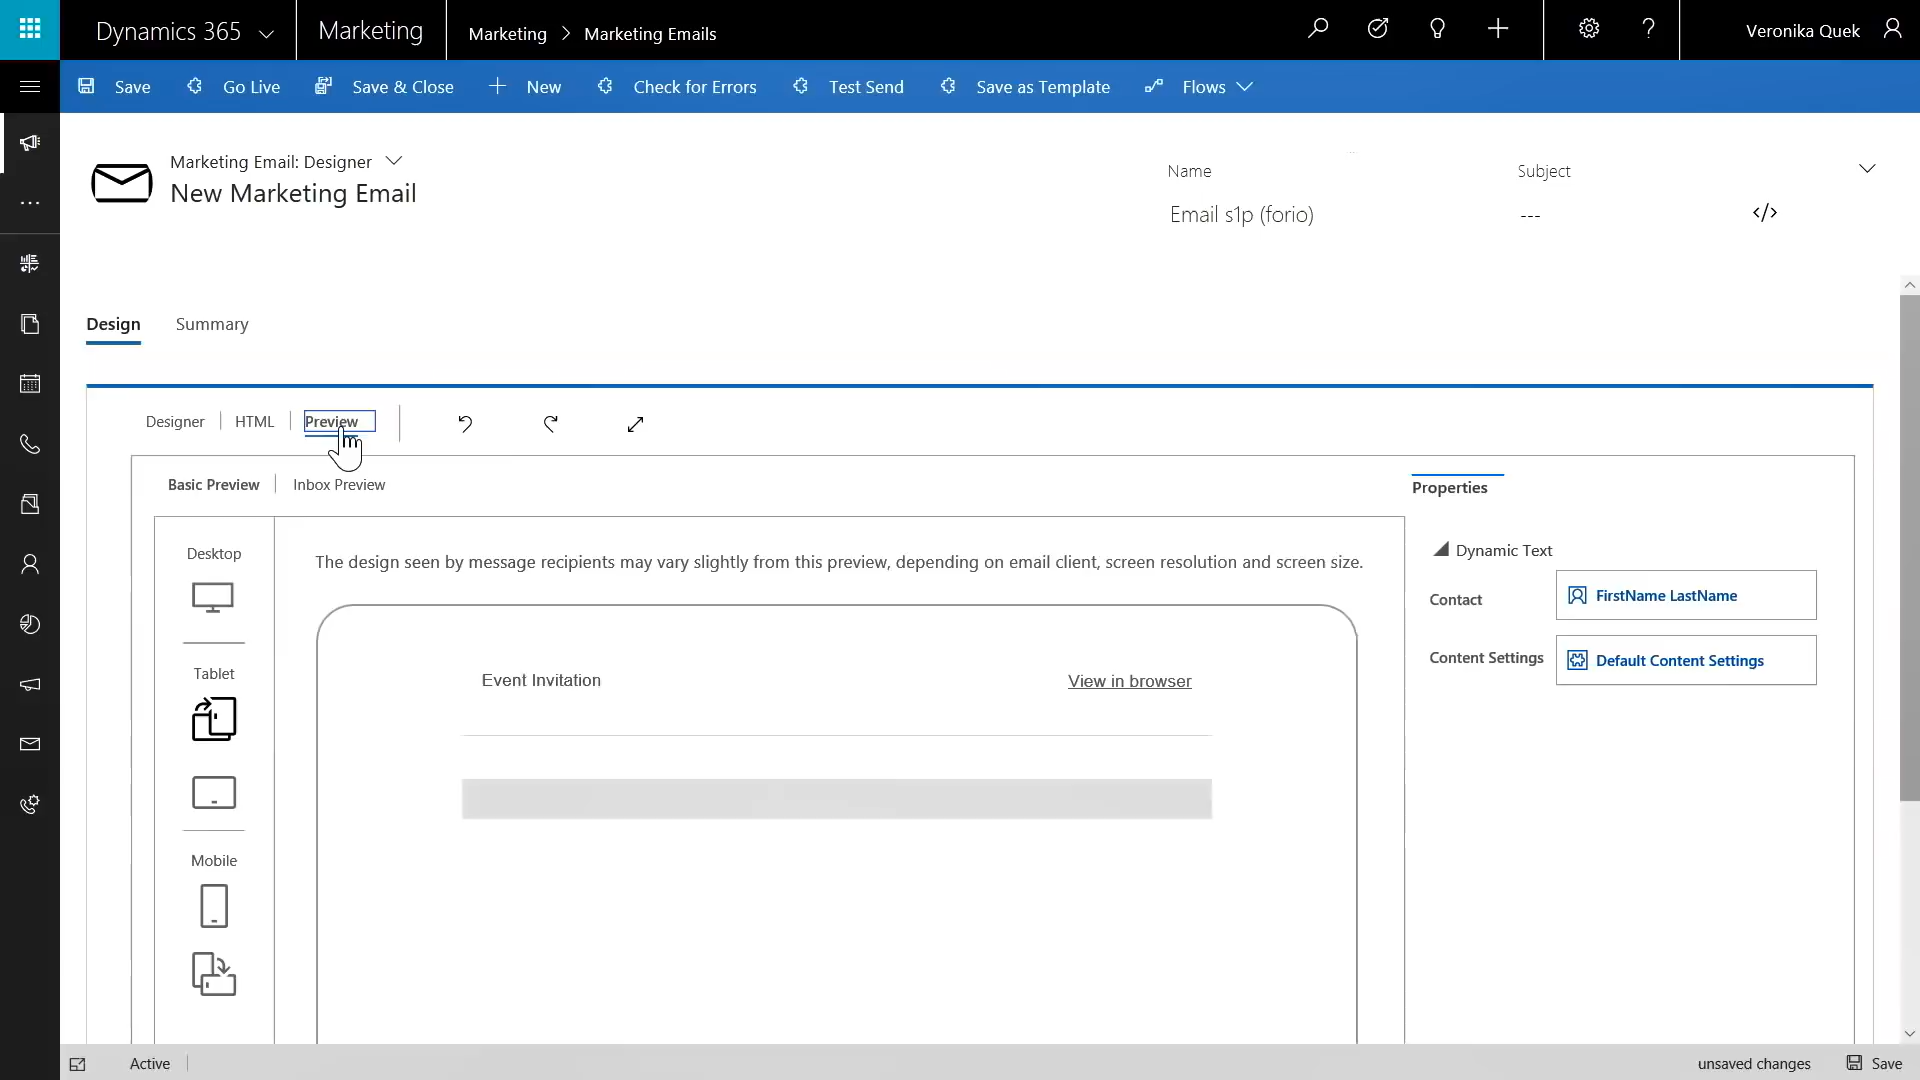 Dynamics 365
Marketing
Marketing > Marketing Emails
Veronika Quek
Save
Go Live
Save & Close
New
Check for Errors
Test Send
Save as Template
Flows
Marketing Email: Designer
New Marketing Email
Name
Subject
Email s1p (forio)
---
</>
Design
Summary
Designer
HTML
Preview
Basic Preview
Inbox Preview
Properties
Desktop
Tablet
Mobile
The design seen by message recipients may vary slightly from this preview, depending on email client, screen resolution and screen size.
Event Invitation
View in browser
Dynamic Text
Contact
FirstName LastName
Content Settings
Default Content Settings
Active
unsaved changes
Save